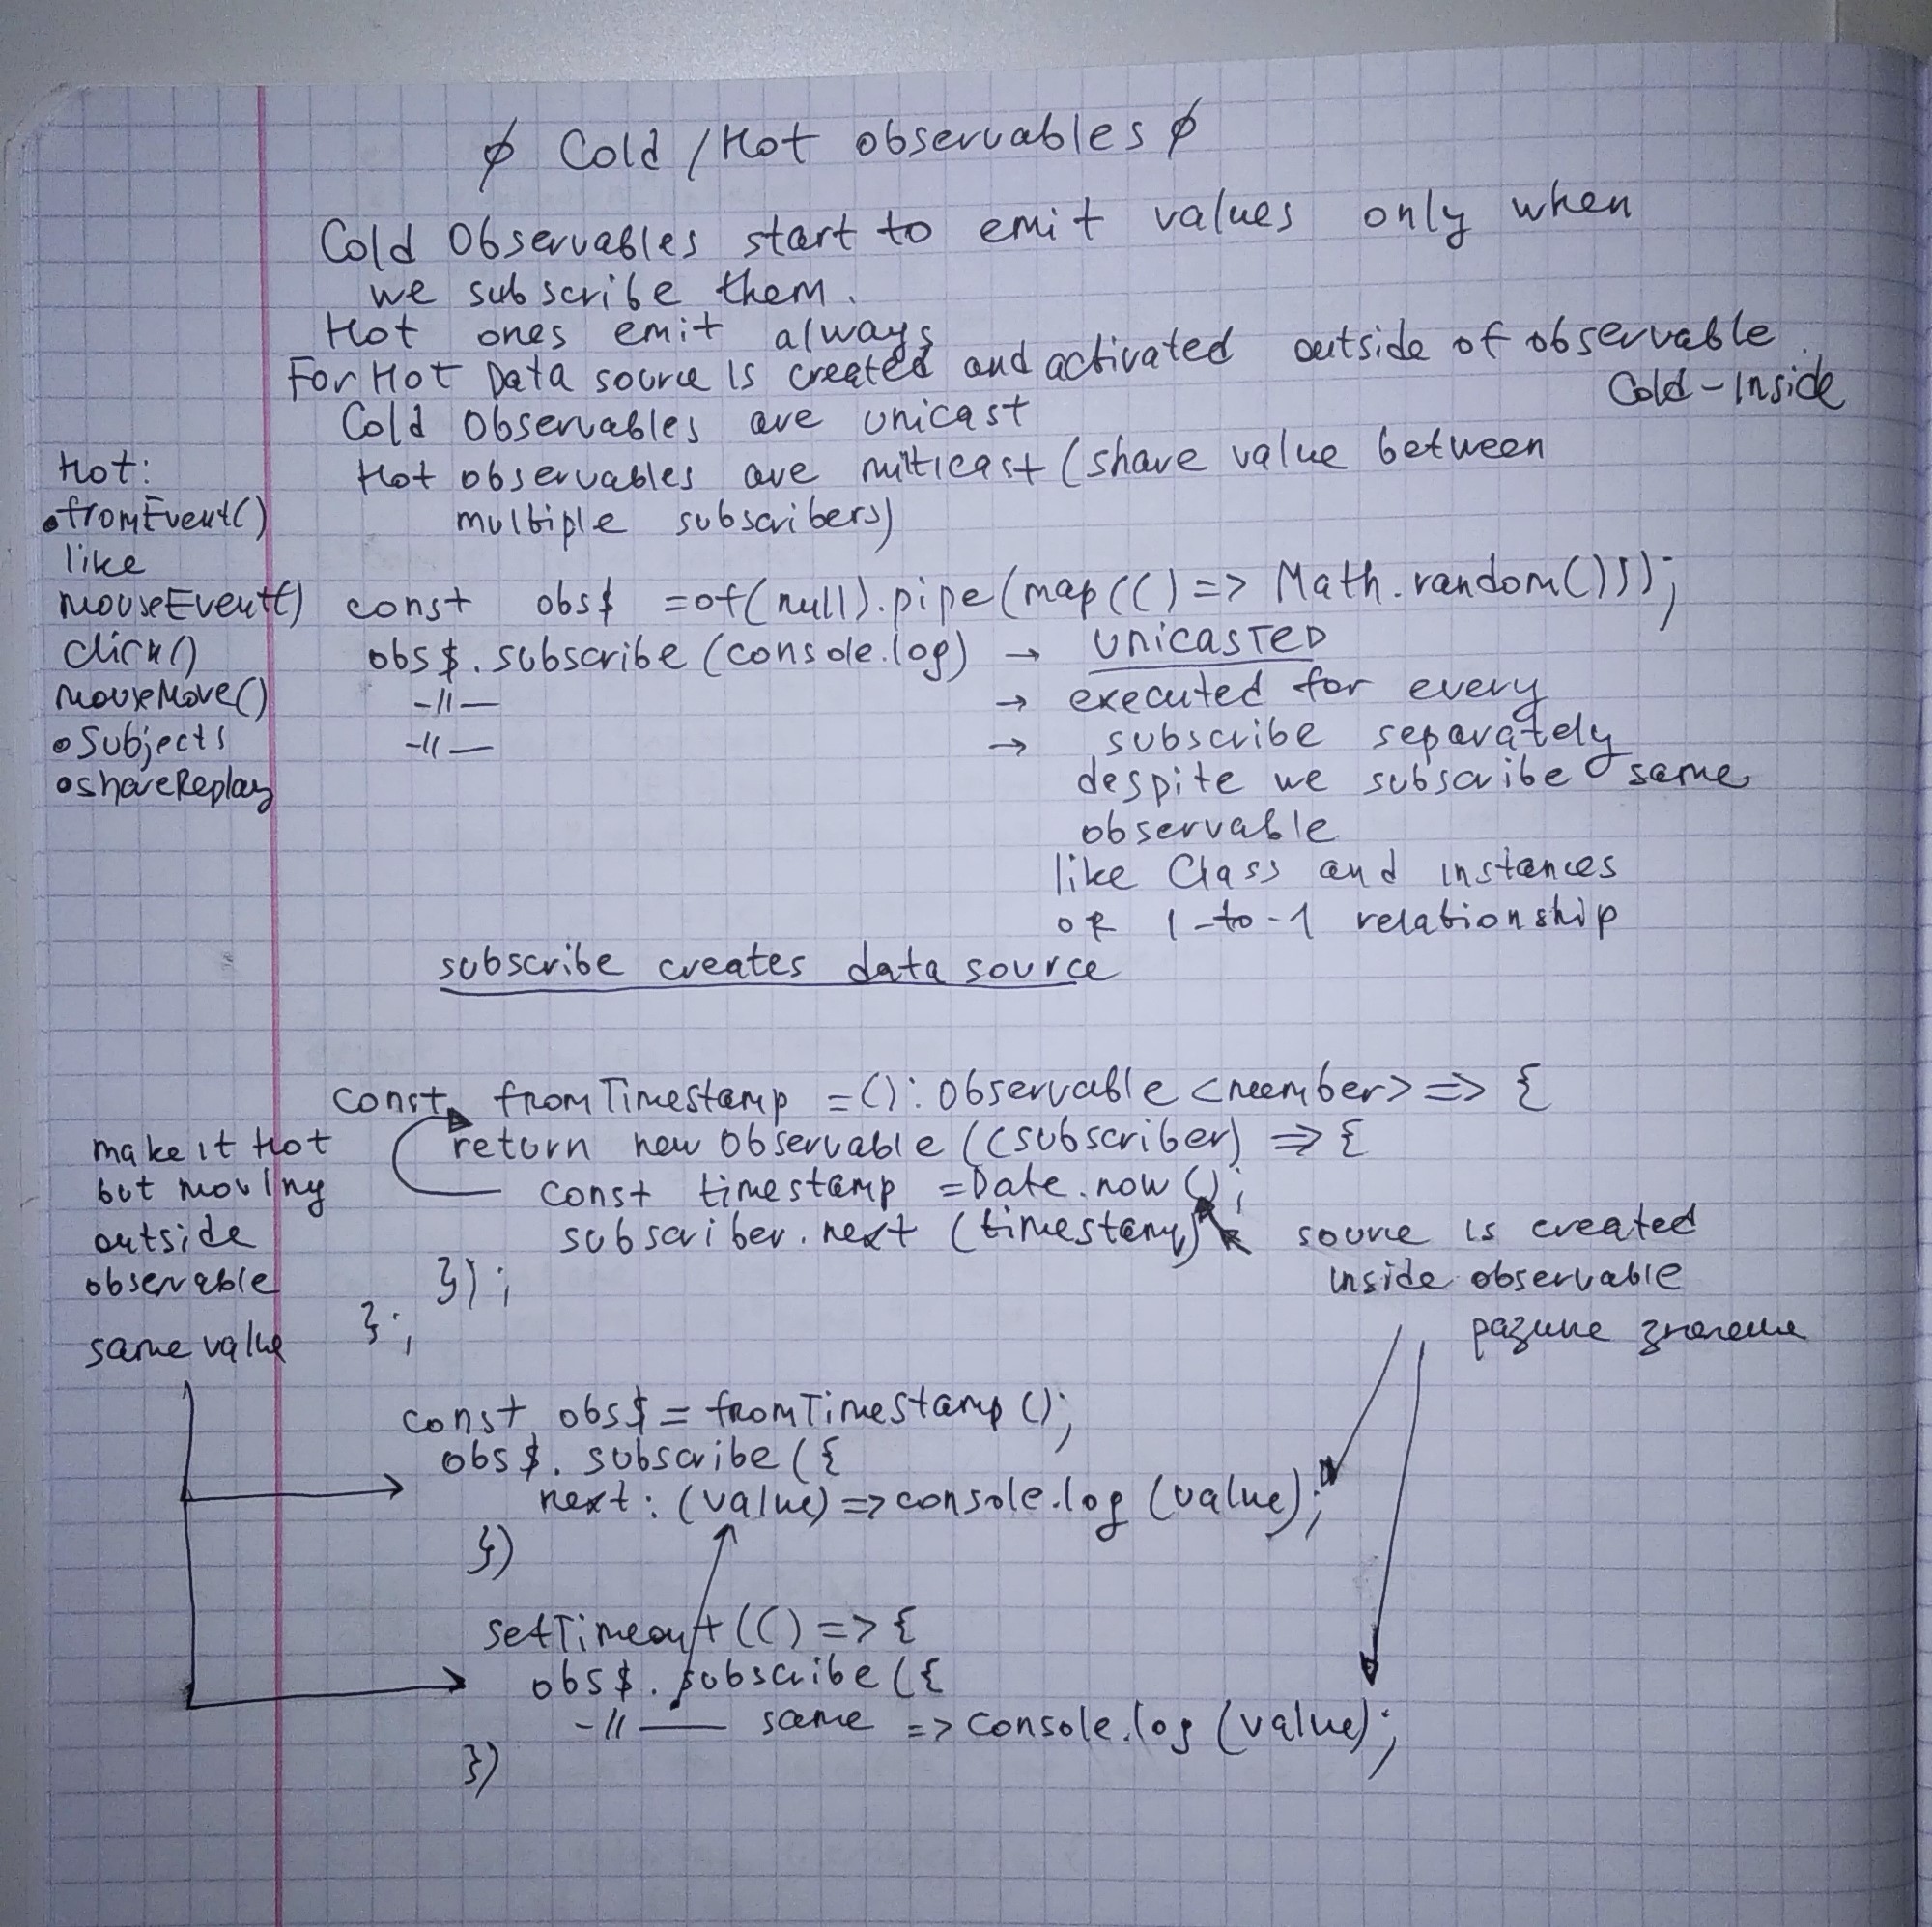 ∅ Cold / Hot observables ∅
Cold Observables start to emit values only when
we subscribe them.
Hot ones emit always
For Hot Data source is created and activated outside of observable.
Cold - Inside
Cold Observables are unicast
Hot observables are multicast (share value between
multiple subscribers)
Hot:
• fromEvent()
like
mouseEvent()
click()
mouseMove()
• Subjects
• shareReplay
const obs$ = of(null).pipe(map(() => Math.random()));
obs$.subscribe(console.log) → UNICASTED
-//— → executed for every
-//— → subscribe separately
despite we subscribe same
observable
like Class and instances
OR 1-to-1 relationship
subscribe creates data source
const fromTimestamp = (): Observable<number> => {
return new Observable((subscriber) => {
const timestamp = Date.now();
subscriber.next(timestamp)
});
};
make it Hot
but moving
outside
observable
same value
source is created
inside observable
разные значения
const obs$ = fromTimestamp();
obs$.subscribe({
next: (value) => console.log(value);
})
setTimeout(() => {
obs$.subscribe({
-//— same => console.log(value);
})